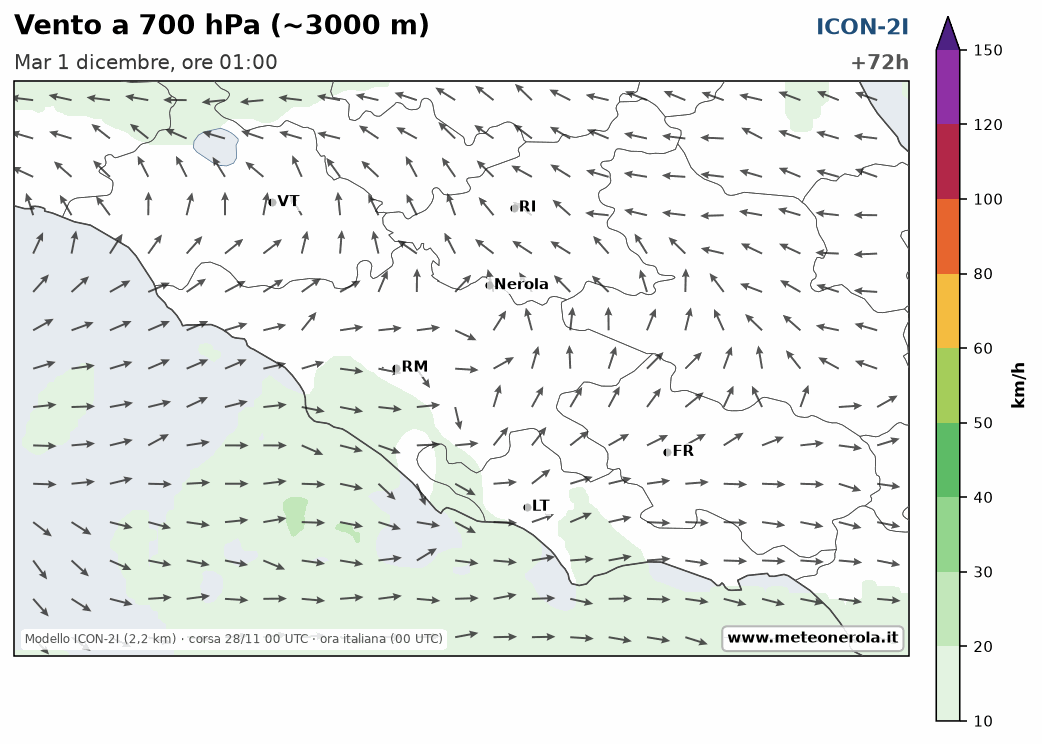 Vento a 700 hPa (~3000 m)
ICON-2I
Mar 1 dicembre, ore 01:00
+72h
150
120
100
80
60
50
40
30
20
10
km/h
VT
RI
Nerola
RM
FR
LT
Modello ICON-2I (2,2 km) · corsa 28/11 00 UTC · ora italiana (00 UTC)
www.meteonerola.it